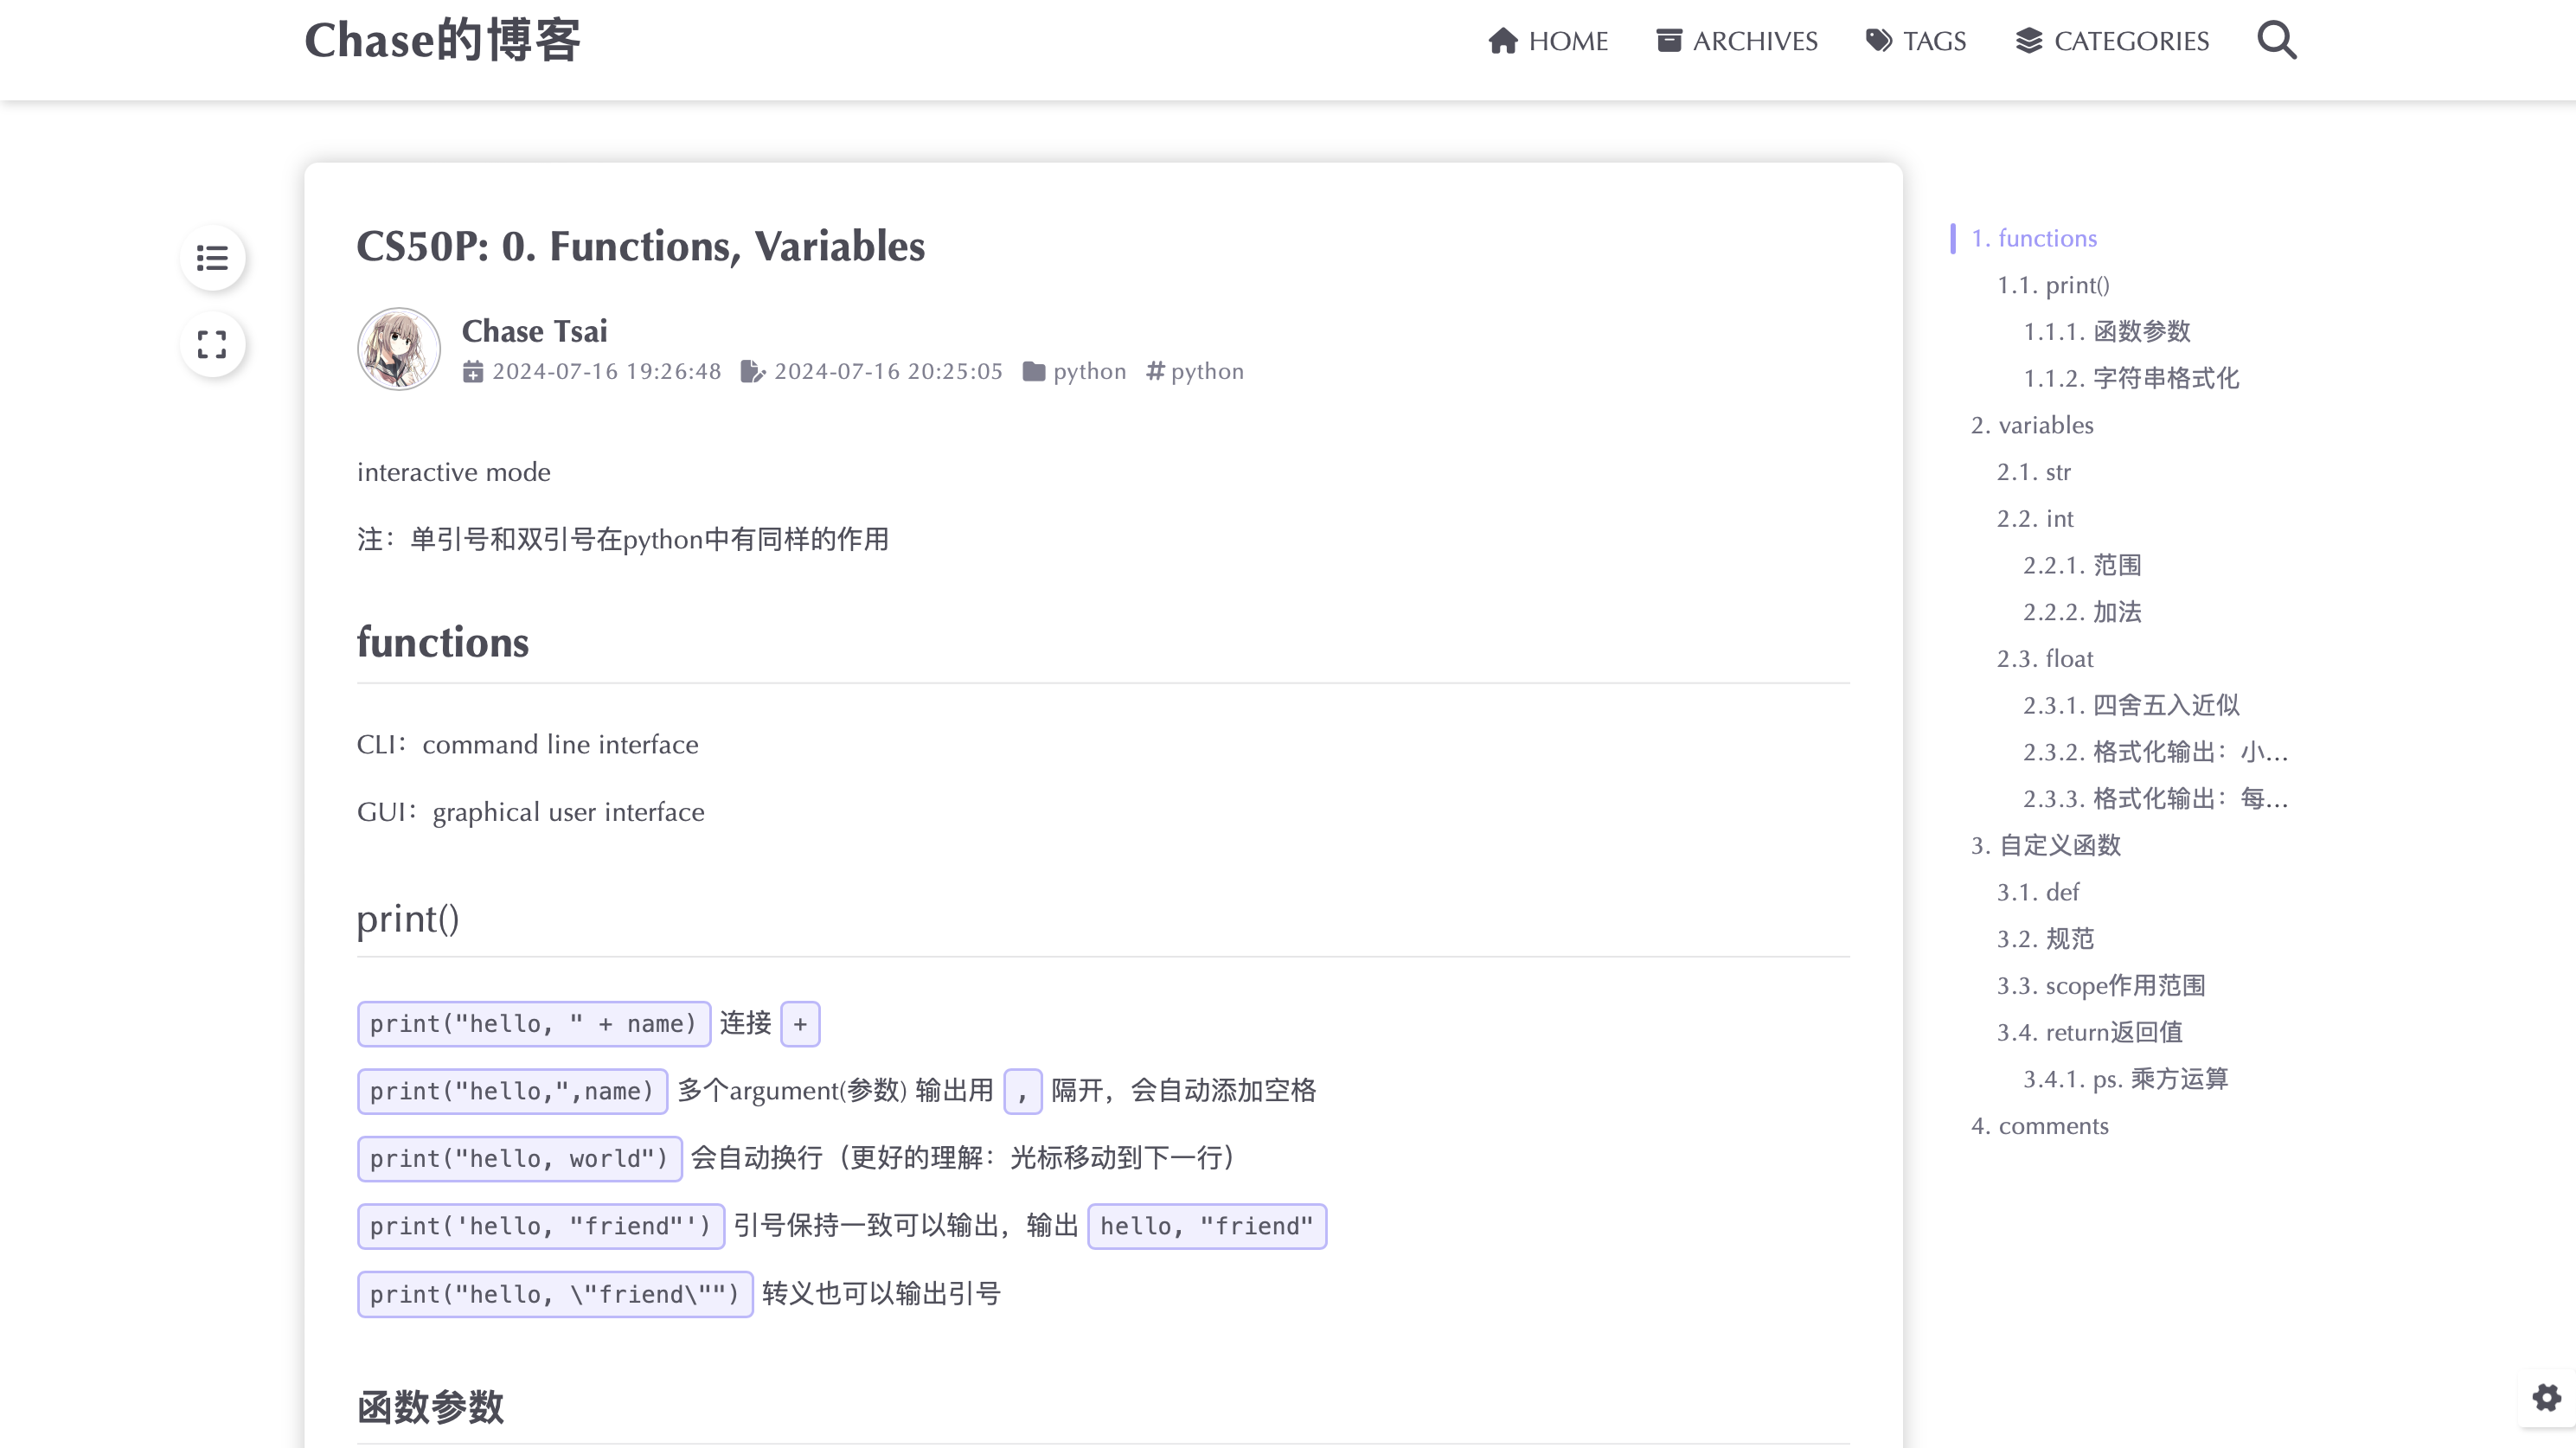 Chase的博客
HOME
ARCHIVES
TAGS
CATEGORIES
CS50P: 0. Functions, Variables
Chase Tsai
2024-07-16 19:26:48 2024-07-16 20:25:05 python # python
interactive mode
注：单引号和双引号在python中有同样的作用
functions
CLI：command line interface
GUI：graphical user interface
print()
print("hello, " + name) 连接 +
print("hello,",name) 多个argument(参数) 输出用 , 隔开，会自动添加空格
print("hello, world") 会自动换行（更好的理解：光标移动到下一行）
print('hello, "friend"') 引号保持一致可以输出，输出 hello, "friend"
print("hello, \"friend\"") 转义也可以输出引号
函数参数
1. functions
1.1. print()
1.1.1. 函数参数
1.1.2. 字符串格式化
2. variables
2.1. str
2.2. int
2.2.1. 范围
2.2.2. 加法
2.3. float
2.3.1. 四舍五入近似
2.3.2. 格式化输出：小...
2.3.3. 格式化输出：每...
3. 自定义函数
3.1. def
3.2. 规范
3.3. scope作用范围
3.4. return返回值
3.4.1. ps. 乘方运算
4. comments